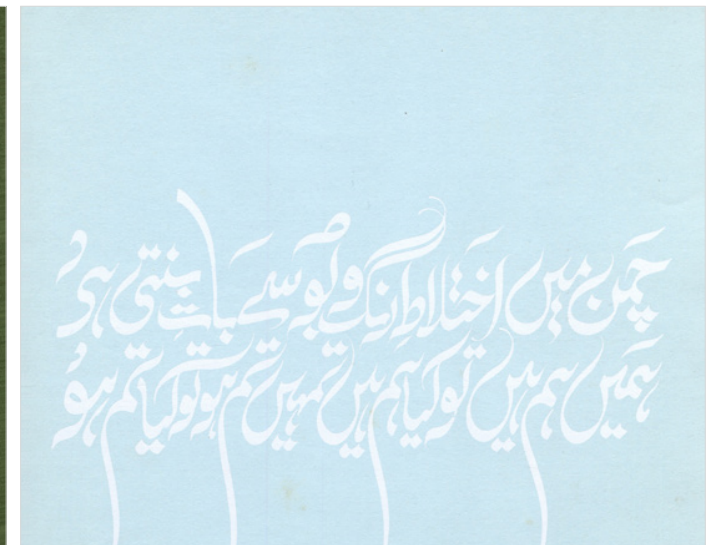 چمن میں اختلاطِ رنگ و بو سے بات بنتی ہے
ہمیں ہم ہیں تو کیا ہم ہیں تمہیں تم ہو تو کیا تم ہو